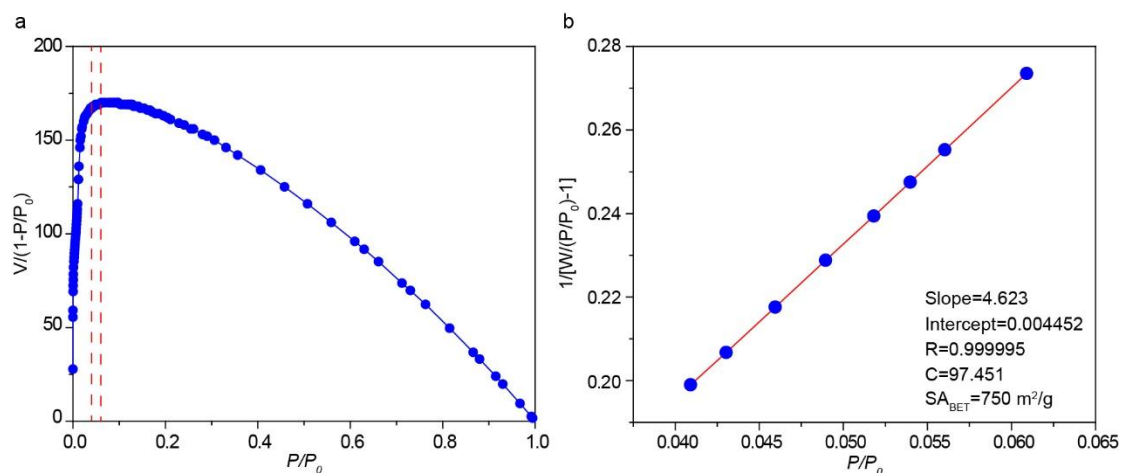 a
200
150
100
50
0
V/(1-P/P₀)
0.0 0.2 0.4 0.6 0.8 1.0
P/P₀
b
0.28
0.26
0.24
0.22
0.20
1/[W/(P/P₀)-1]
Slope=4.623
Intercept=0.004452
R=0.999995
C=97.451
SA_BET=750 m²/g
0.040 0.045 0.050 0.055 0.060 0.065
P/P₀